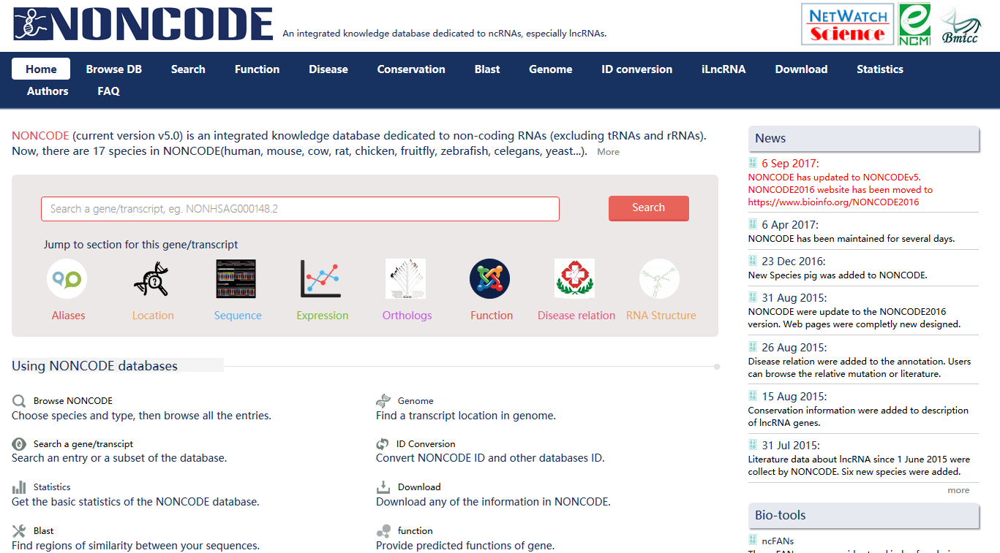 NONCODE
An integrated knowledge database dedicated to ncRNAs, especially lncRNAs.
NETWATCH
Science
NCMI
Bmicc
Home Browse DB Search Function Disease Conservation Blast Genome ID conversion iLncRNA Download Statistics
Authors FAQ
NONCODE (current version v5.0) is an integrated knowledge database dedicated to non-coding RNAs (excluding tRNAs and rRNAs).
Now, there are 17 species in NONCODE(human, mouse, cow, rat, chicken, fruitfly, zebrafish, celegans, yeast...). More
Search a gene/transcript, eg. NONHSAG000148.2
Search
Jump to section for this gene/transcript
Aliases Location Sequence Expression Orthologs Function Disease relation RNA Structure
Using NONCODE databases
Browse NONCODE
Choose species and type, then browse all the entries.
Genome
Find a transcript location in genome.
Search a gene/transcipt
Search an entry or a subset of the database.
ID Conversion
Convert NONCODE ID and other databases ID.
Statistics
Get the basic statistics of the NONCODE database.
Download
Download any of the information in NONCODE.
Blast
Find regions of similarity between your sequences.
function
Provide predicted functions of gene.
News
6 Sep 2017:
NONCODE has updated to NONCODEv5.
NONCODE2016 website has been moved to
https://www.bioinfo.org/NONCODE2016
6 Apr 2017:
NONCODE has been maintained for several days.
23 Dec 2016:
New Species pig was added to NONCODE.
31 Aug 2015:
NONCODE were update to the NONCODE2016
version. Web pages were completly new designed.
26 Aug 2015:
Disease relation were added to the annotation. Users
can browse the relative mutation or literature.
15 Aug 2015:
Conservation information were added to description
of lncRNA genes.
31 Jul 2015:
Literature data about lncRNA since 1 June 2015 were
collect by NONCODE. Six new species were added.
more
Bio-tools
ncFANs